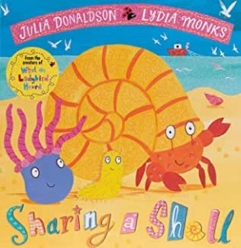 JULIA DONALDSON LYDIA MONKS
From the
creators of
What the
Ladybird
Heard
Sharing a Shell